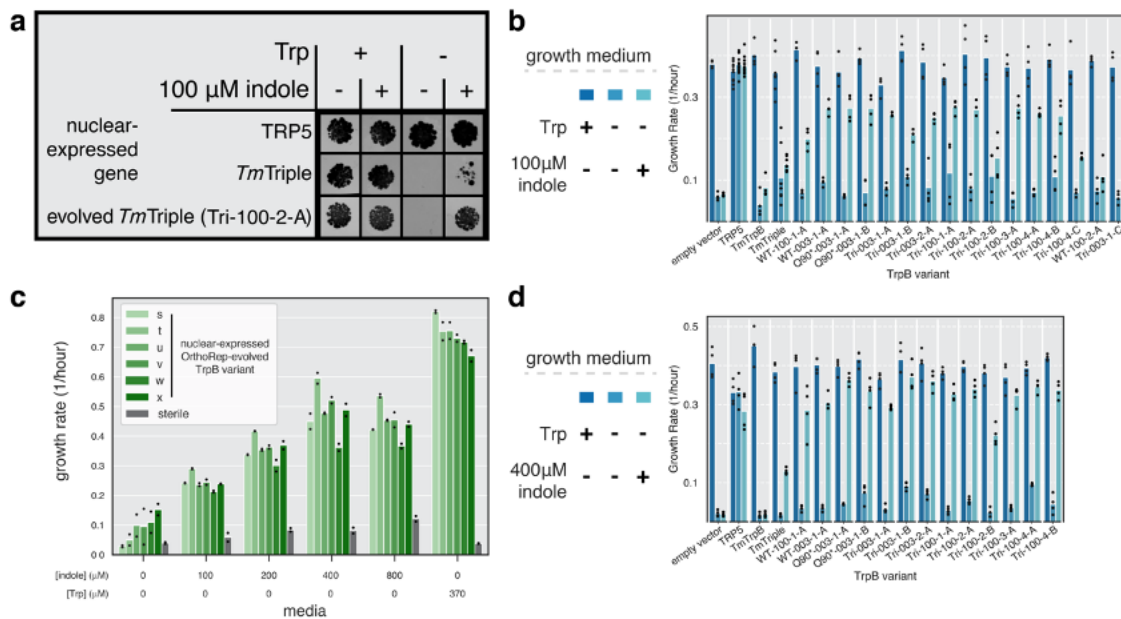 a
Trp
+
-
100 µM indole
-
+
-
+
nuclear-
expressed
gene
TRP5
TmTriple
evolved TmTriple (Tri-100-2-A)
b
growth medium
Trp
+
-
-
100µM
indole
-
-
+
Growth Rate (1/hour)
0.3
0.1
empty vector
TRP5
TmTrpB
TmTriple
WT-100-1-A
WT-003-1-A
Q90*-003-1-A
Q90*-003-1-B
Tri-003-1-A
Tri-003-1-B
Tri-003-2-A
Tri-100-1-A
Tri-100-2-A
Tri-100-2-B
Tri-100-3-A
Tri-100-4-A
Tri-100-4-B
Tri-100-4-C
WT-100-2-A
Tri-003-1-C
TrpB variant
c
growth rate (1/hour)
0.8
0.7
0.6
0.5
0.4
0.3
0.2
0.1
0.0
s
t
u
v
w
x
sterile
nuclear-expressed
OrthoRep-evolved
TrpB variant
[indole] (µM)
0
100
200
400
800
0
[Trp] (µM)
0
0
0
0
0
370
media
d
growth medium
Trp
+
-
-
400µM
indole
-
-
+
Growth Rate (1/hour)
0.5
0.3
0.1
empty vector
TRP5
TmTrpB
TmTriple
WT-100-1-A
WT-003-1-A
Q90*-003-1-A
Q90*-003-1-B
Tri-003-1-A
Tri-003-1-B
Tri-003-2-A
Tri-100-1-A
Tri-100-2-A
Tri-100-2-B
Tri-100-3-A
Tri-100-4-A
Tri-100-4-B
TrpB variant